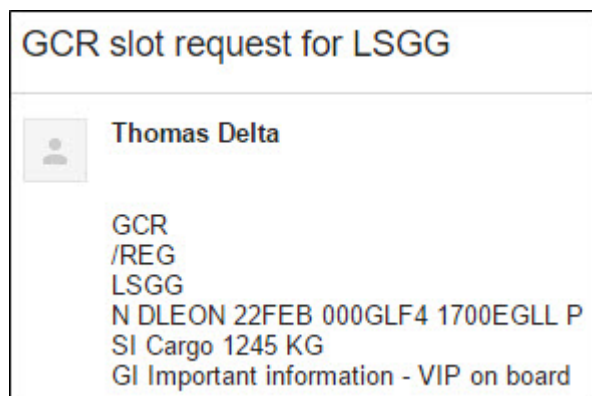 GCR slot request for LSGG
Thomas Delta
GCR
/REG
LSGG
N DLEON 22FEB 000GLF4 1700EGLL P
SI Cargo 1245 KG
GI Important information - VIP on board